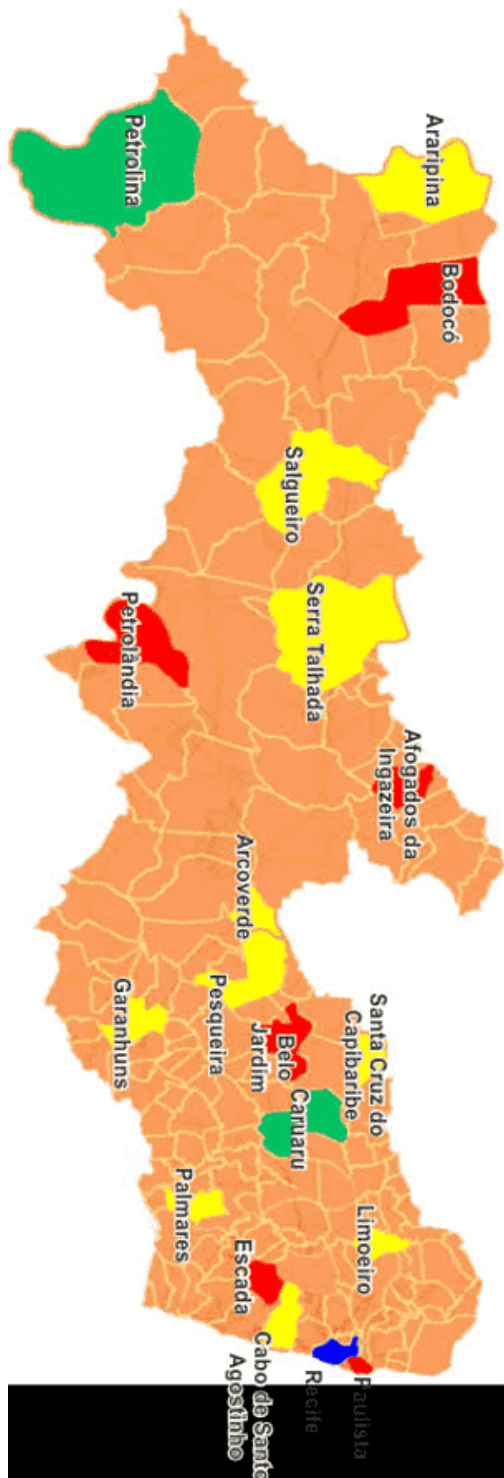 Araripina
Petrolina
Bodocó
Salgueiro
Serra Talhada
Petrolândia
Afogados da
Ingazeira
Arcoverde
Pesqueira
Garanhuns
Santa Cruz do
Capibaribe
Belo
Jardim
Caruaru
Palmares
Limoeiro
Escada
Cabo de Santo
Agostinho
Recife
Paulista